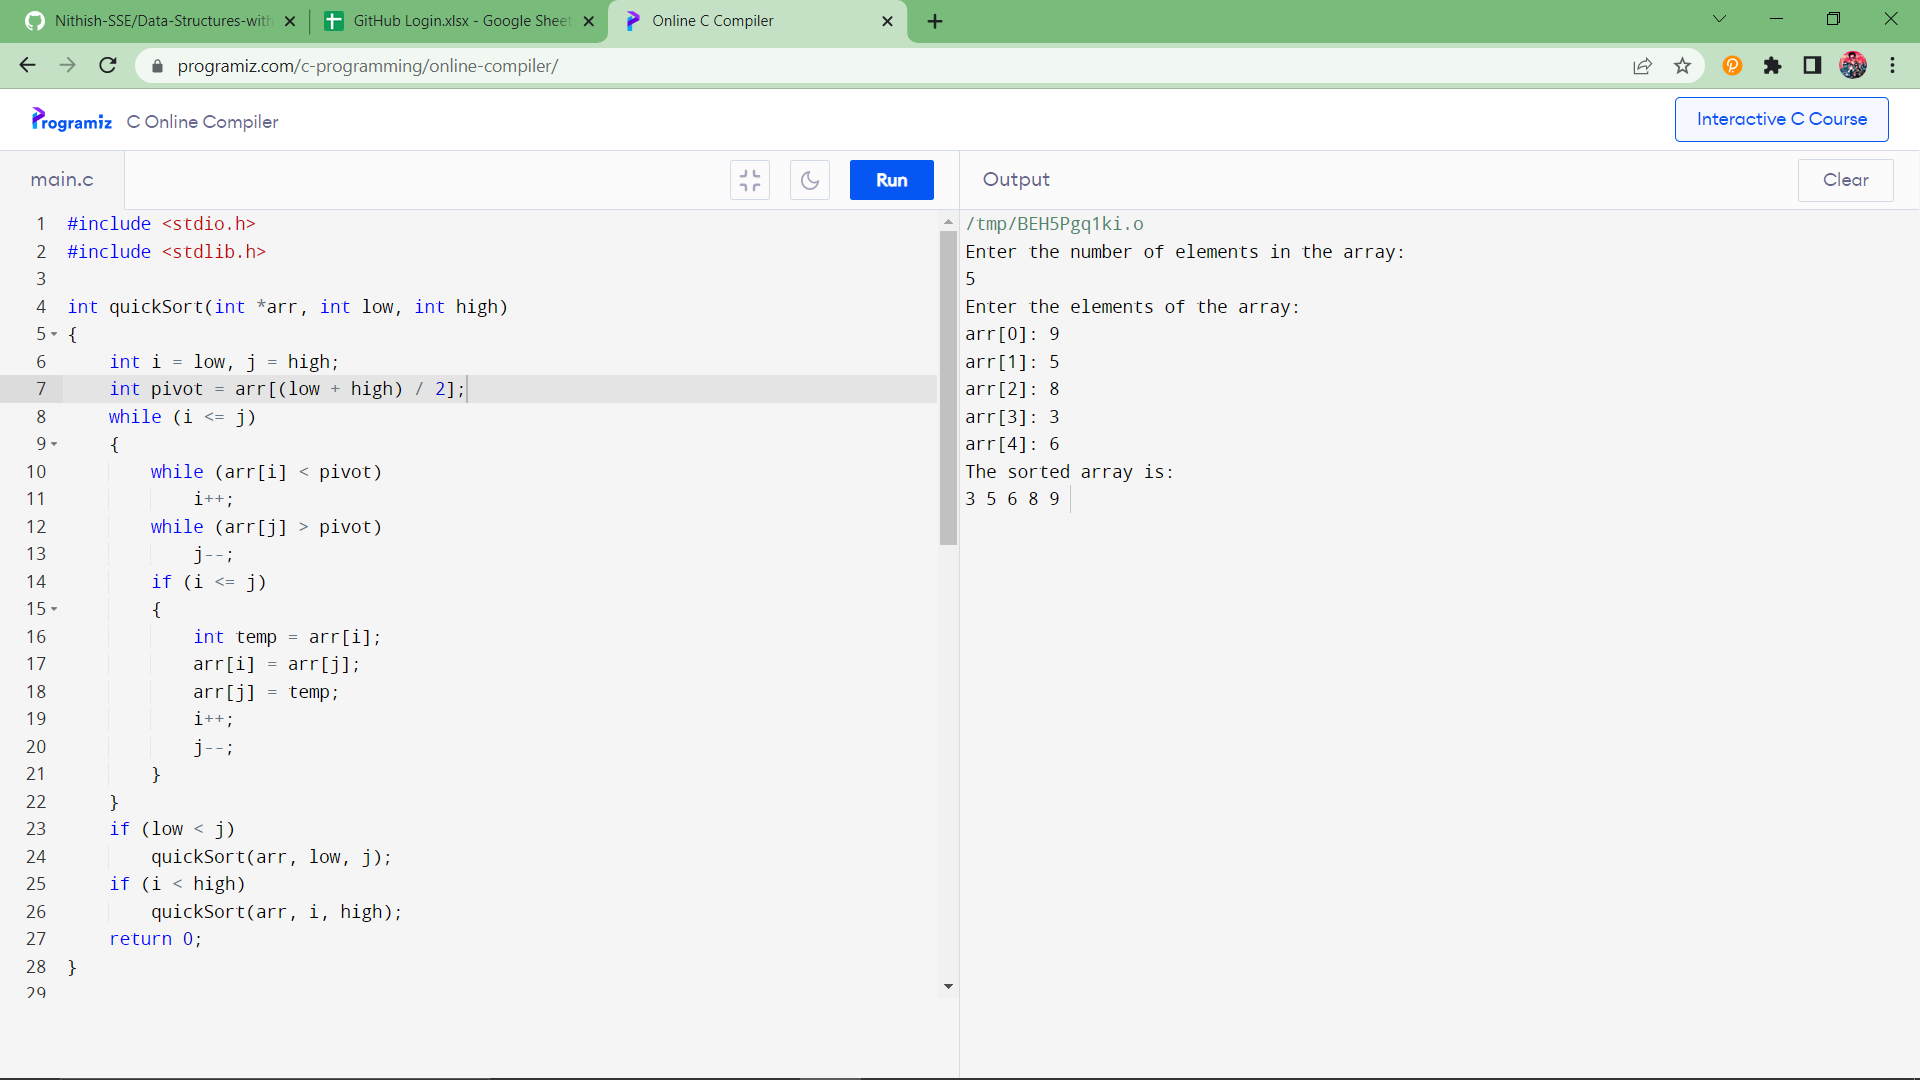 Nithish-SSE/Data-Structures-with
GitHub Login.xlsx - Google Sheet
Online C Compiler
programiz.com/c-programming/online-compiler/
Programiz C Online Compiler
Interactive C Course
main.c
Run
Output
Clear
1 #include <stdio.h>
2 #include <stdlib.h>
3
4 int quickSort(int *arr, int low, int high)
5 {
6     int i = low, j = high;
7     int pivot = arr[(low + high) / 2];
8     while (i <= j)
9     {
10         while (arr[i] < pivot)
11             i++;
12         while (arr[j] > pivot)
13             j--;
14         if (i <= j)
15         {
16             int temp = arr[i];
17             arr[i] = arr[j];
18             arr[j] = temp;
19             i++;
20             j--;
21         }
22     }
23     if (low < j)
24         quickSort(arr, low, j);
25     if (i < high)
26         quickSort(arr, i, high);
27     return 0;
28 }
29
/tmp/BEH5Pgq1ki.o
Enter the number of elements in the array:
5
Enter the elements of the array:
arr[0]: 9
arr[1]: 5
arr[2]: 8
arr[3]: 3
arr[4]: 6
The sorted array is:
3 5 6 8 9